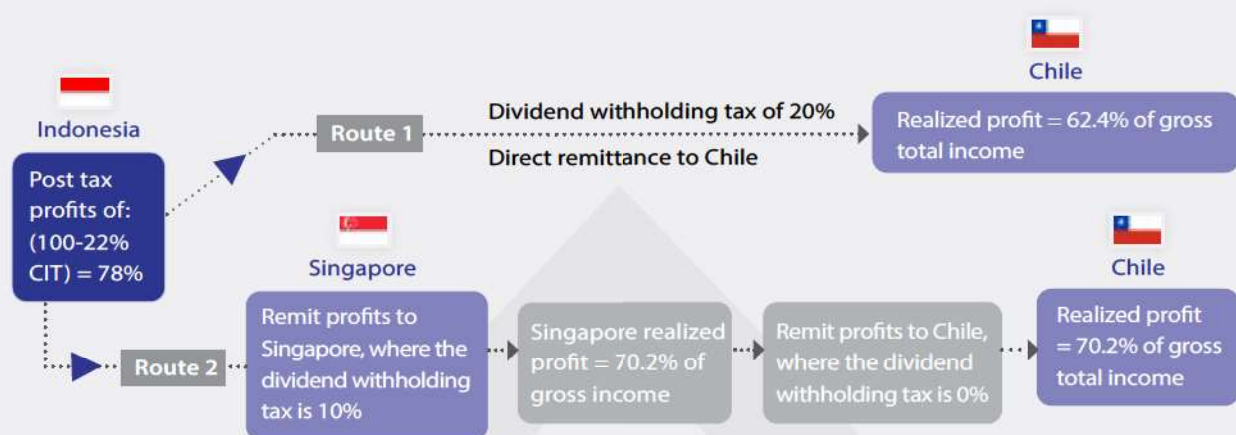 Indonesia
Post tax
profits of:
(100-22%
CIT) = 78%
Route 1
Dividend withholding tax of 20%
Direct remittance to Chile
Chile
Realized profit = 62.4% of gross
total income
Route 2
Singapore
Remit profits to
Singapore, where the
dividend withholding
tax is 10%
Singapore realized
profit = 70.2% of
gross income
Remit profits to Chile,
where the dividend
withholding tax is 0%
Chile
Realized profit
= 70.2% of gross
total income